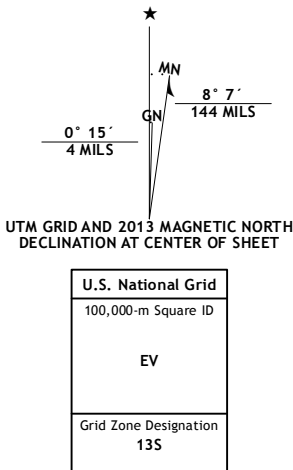 ★
MN
GN
8° 7´
144 MILS
0° 15´
4 MILS
UTM GRID AND 2013 MAGNETIC NORTH
DECLINATION AT CENTER OF SHEET
U.S. National Grid
100,000-m Square ID
EV
Grid Zone Designation
13S